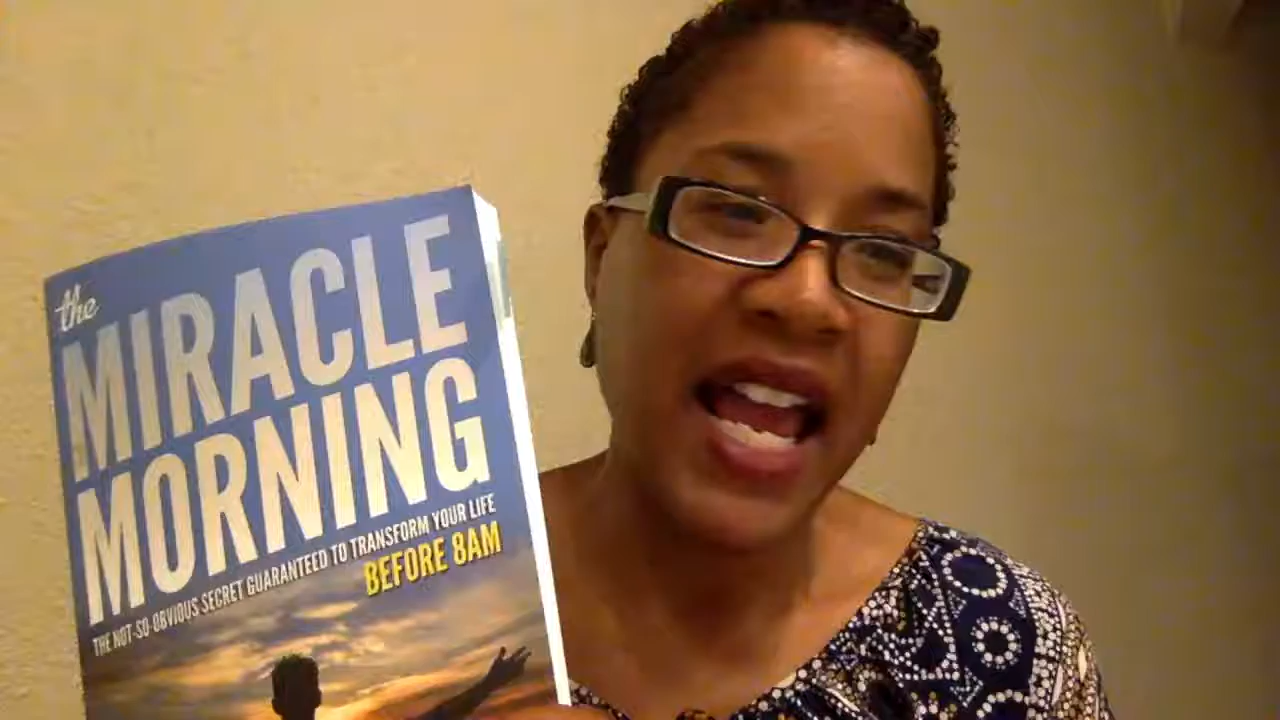 the
MIRACLE
MORNING
THE NOT-SO-OBVIOUS SECRET GUARANTEED TO TRANSFORM YOUR LIFE
BEFORE 8AM